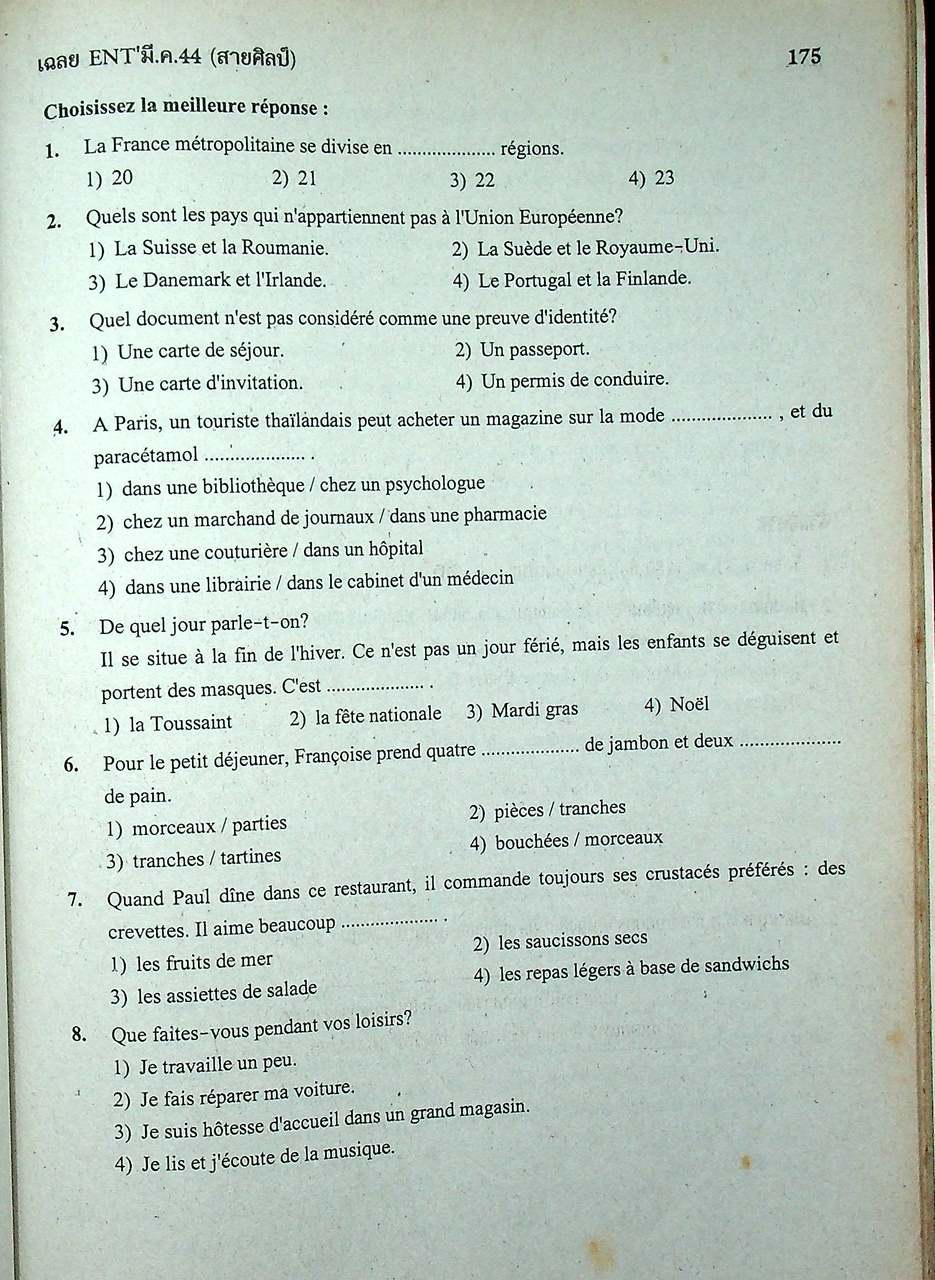 เฉลย ENT'มี.ค.44 (สายศิลป์) 175
Choisissez la meilleure réponse :
1. La France métropolitaine se divise en .................... régions.
1) 20 2) 21 3) 22 4) 23
2. Quels sont les pays qui n'appartiennent pas à l'Union Européenne?
1) La Suisse et la Roumanie. 2) La Suède et le Royaume-Uni.
3) Le Danemark et l'Irlande. 4) Le Portugal et la Finlande.
3. Quel document n'est pas considéré comme une preuve d'identité?
1) Une carte de séjour. 2) Un passeport.
3) Une carte d'invitation. 4) Un permis de conduire.
4. A Paris, un touriste thaïlandais peut acheter un magazine sur la mode .................... , et du
paracétamol .................... .
1) dans une bibliothèque / chez un psychologue
2) chez un marchand de journaux / dans une pharmacie
3) chez une couturière / dans un hôpital
4) dans une librairie / dans le cabinet d'un médecin
5. De quel jour parle-t-on?
Il se situe à la fin de l'hiver. Ce n'est pas un jour férié, mais les enfants se déguisent et
portent des masques. C'est .................... .
1) la Toussaint 2) la fête nationale 3) Mardi gras 4) Noël
6. Pour le petit déjeuner, Françoise prend quatre .................... de jambon et deux ....................
de pain.
1) morceaux / parties 2) pièces / tranches
3) tranches / tartines 4) bouchées / morceaux
7. Quand Paul dîne dans ce restaurant, il commande toujours ses crustacés préférés : des
crevettes. Il aime beaucoup .................... .
1) les fruits de mer 2) les saucissons secs
3) les assiettes de salade 4) les repas légers à base de sandwichs
8. Que faites-vous pendant vos loisirs?
1) Je travaille un peu.
2) Je fais réparer ma voiture.
3) Je suis hôtesse d'accueil dans un grand magasin.
4) Je lis et j'écoute de la musique.